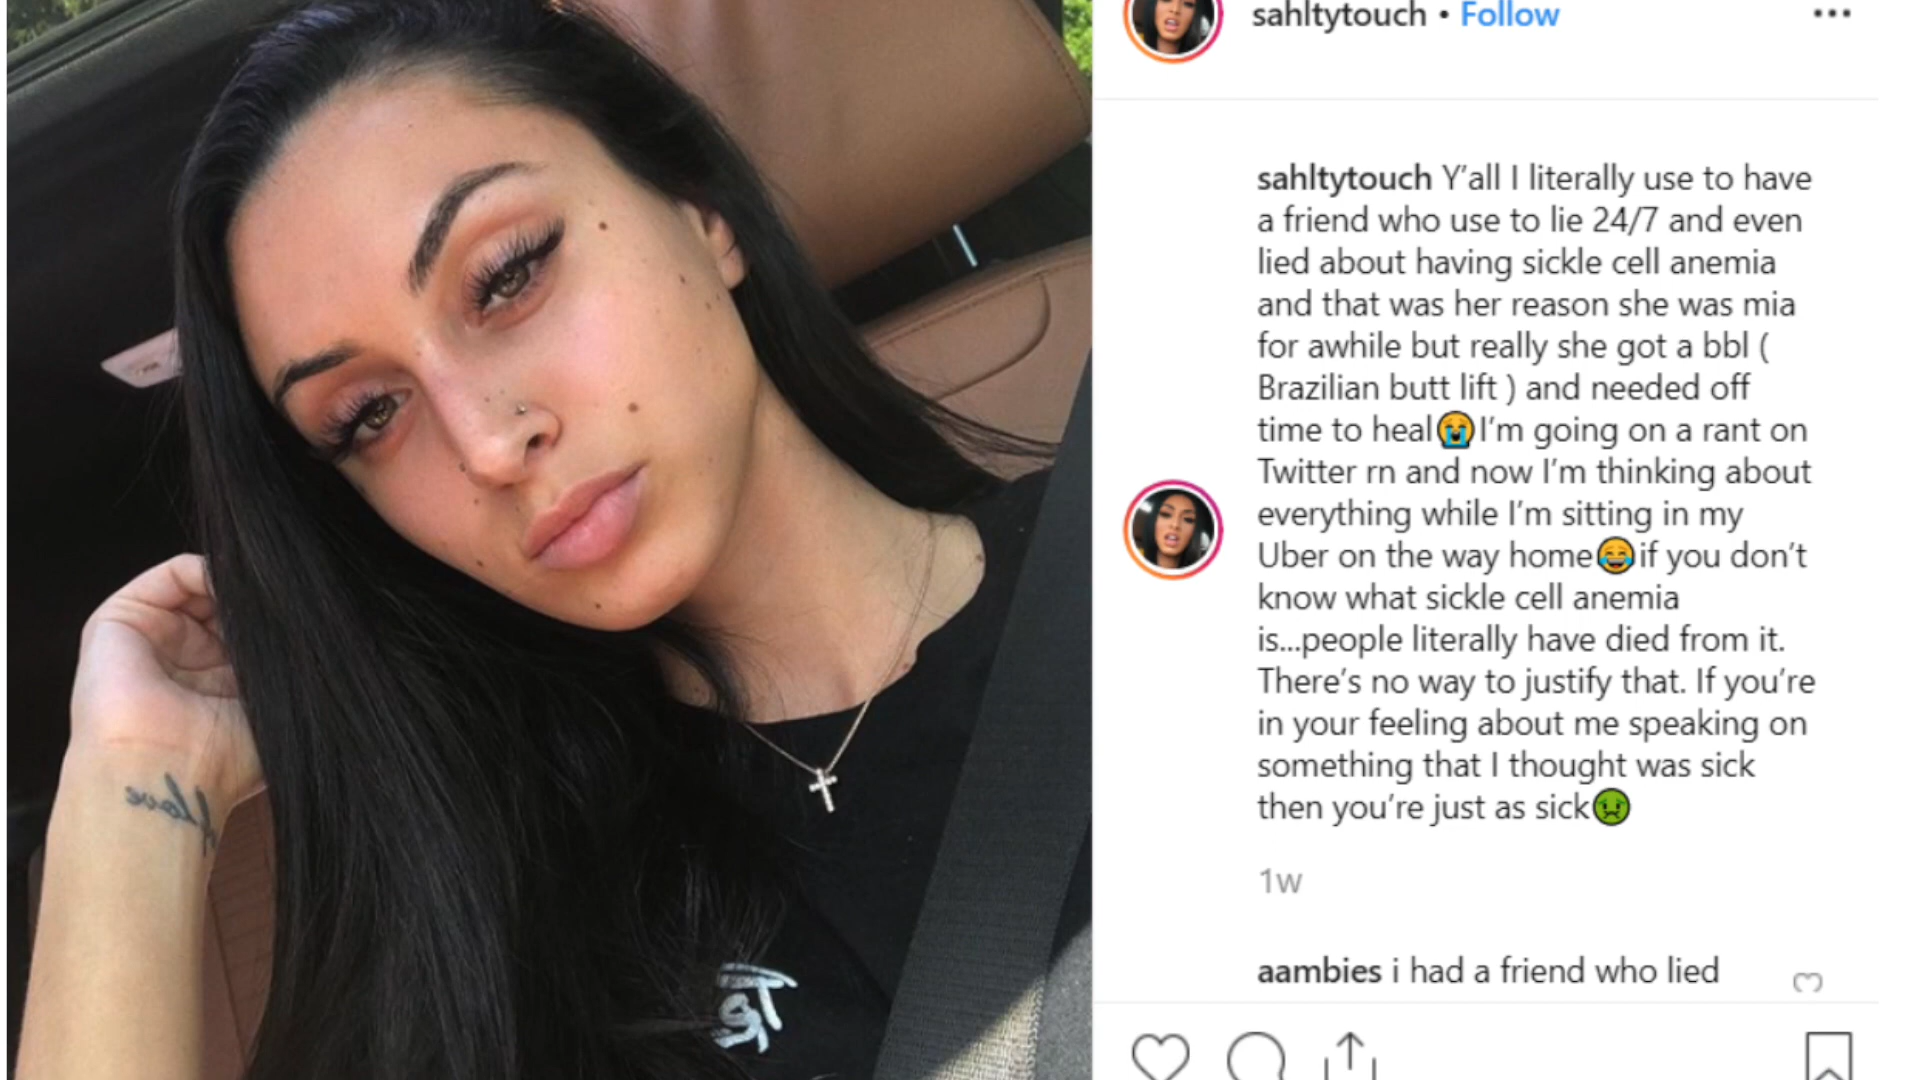 sahltytouch • Follow
sahltytouch Y'all I literally use to have
a friend who use to lie 24/7 and even
lied about having sickle cell anemia
and that was her reason she was mia
for awhile but really she got a bbl (
Brazilian butt lift ) and needed off
time to heal😭I'm going on a rant on
Twitter rn and now I'm thinking about
everything while I'm sitting in my
Uber on the way home😂if you don't
know what sickle cell anemia
is...people literally have died from it.
There's no way to justify that. If you're
in your feeling about me speaking on
something that I thought was sick
then you're just as sick🤢
1w
aambies i had a friend who lied